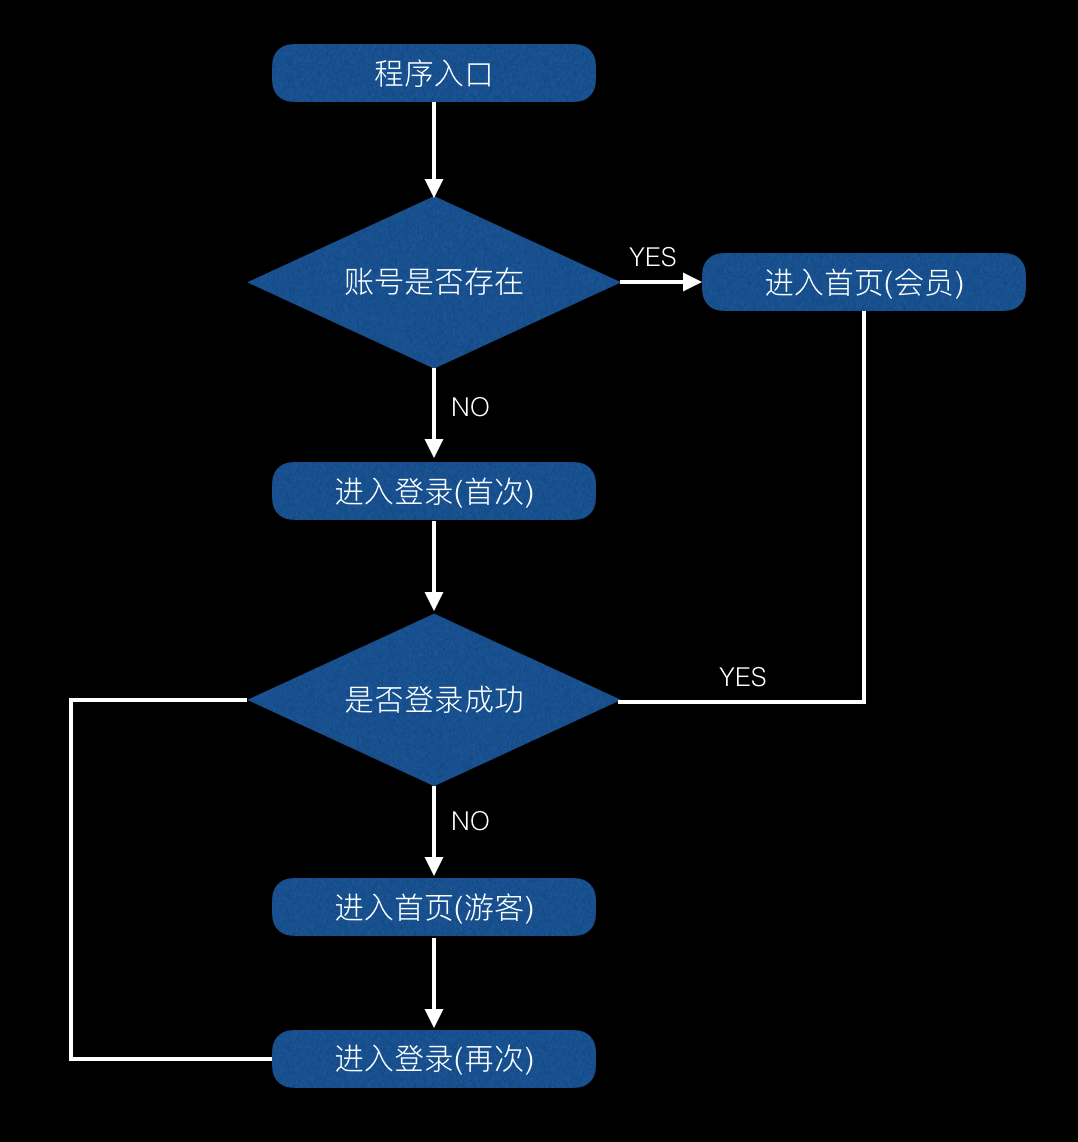 程序入口
账号是否存在
YES
进入首页(会员)
NO
进入登录(首次)
是否登录成功
YES
NO
进入首页(游客)
进入登录(再次)